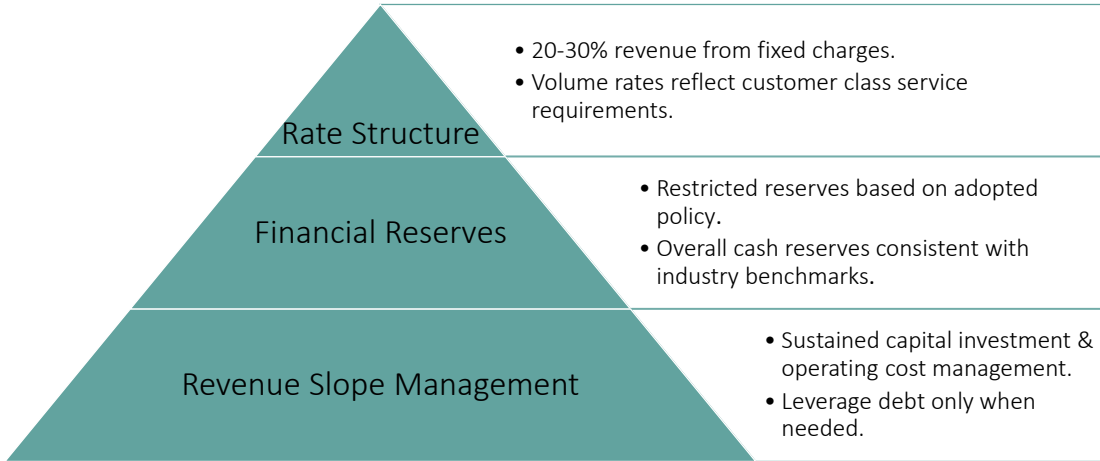 • 20-30% revenue from fixed charges.
• Volume rates reflect customer class service
requirements.
Rate Structure
• Restricted reserves based on adopted
policy.
• Overall cash reserves consistent with
industry benchmarks.
Financial Reserves
• Sustained capital investment &
operating cost management.
• Leverage debt only when
needed.
Revenue Slope Management